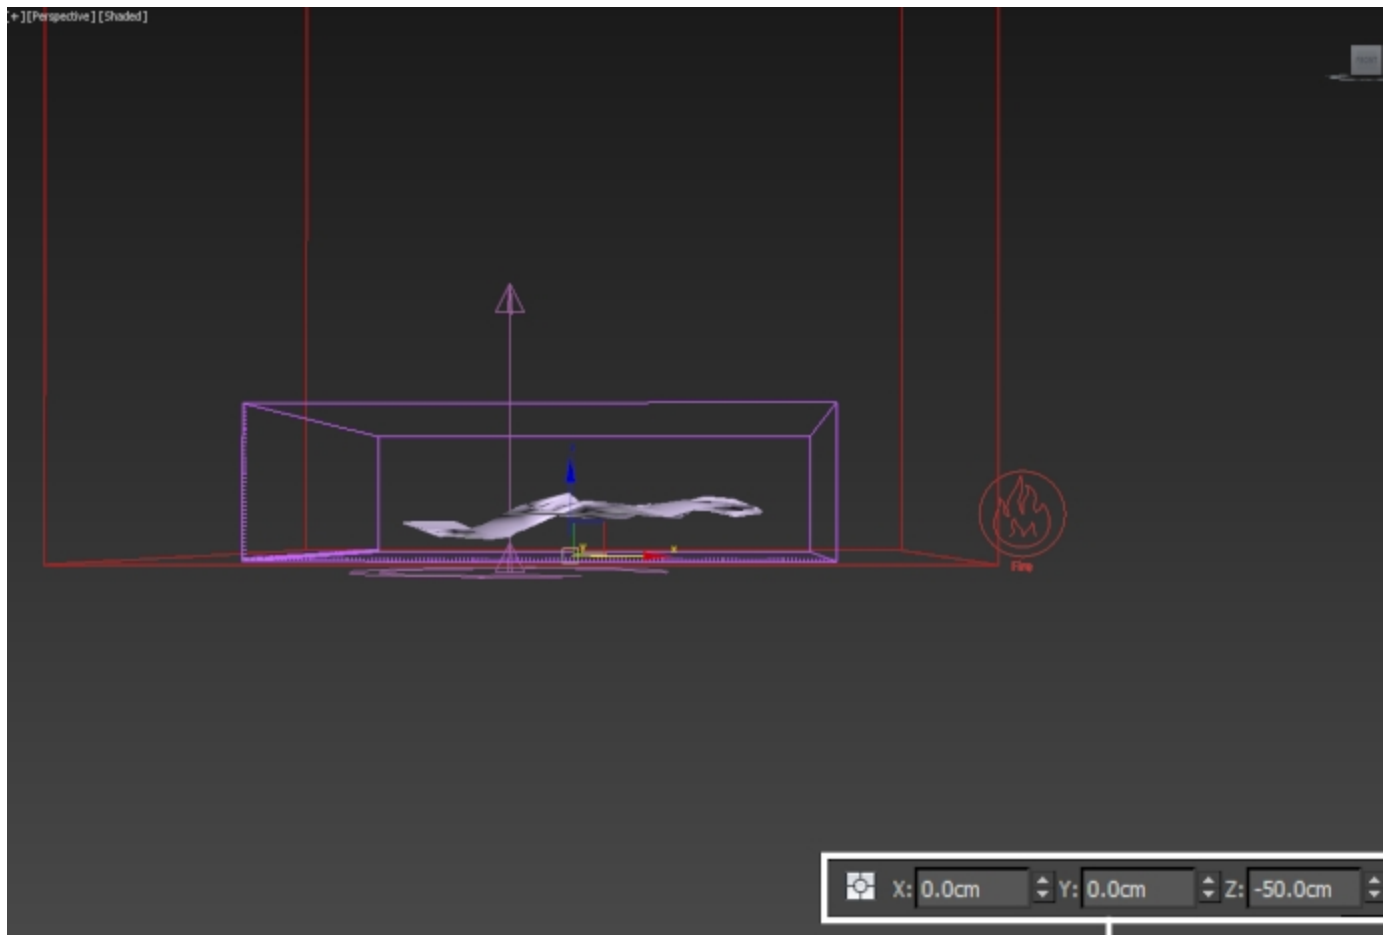 [+][Perspective][Shaded]
z
y
x
Fire
X: 0.0cm Y: 0.0cm Z: -50.0cm